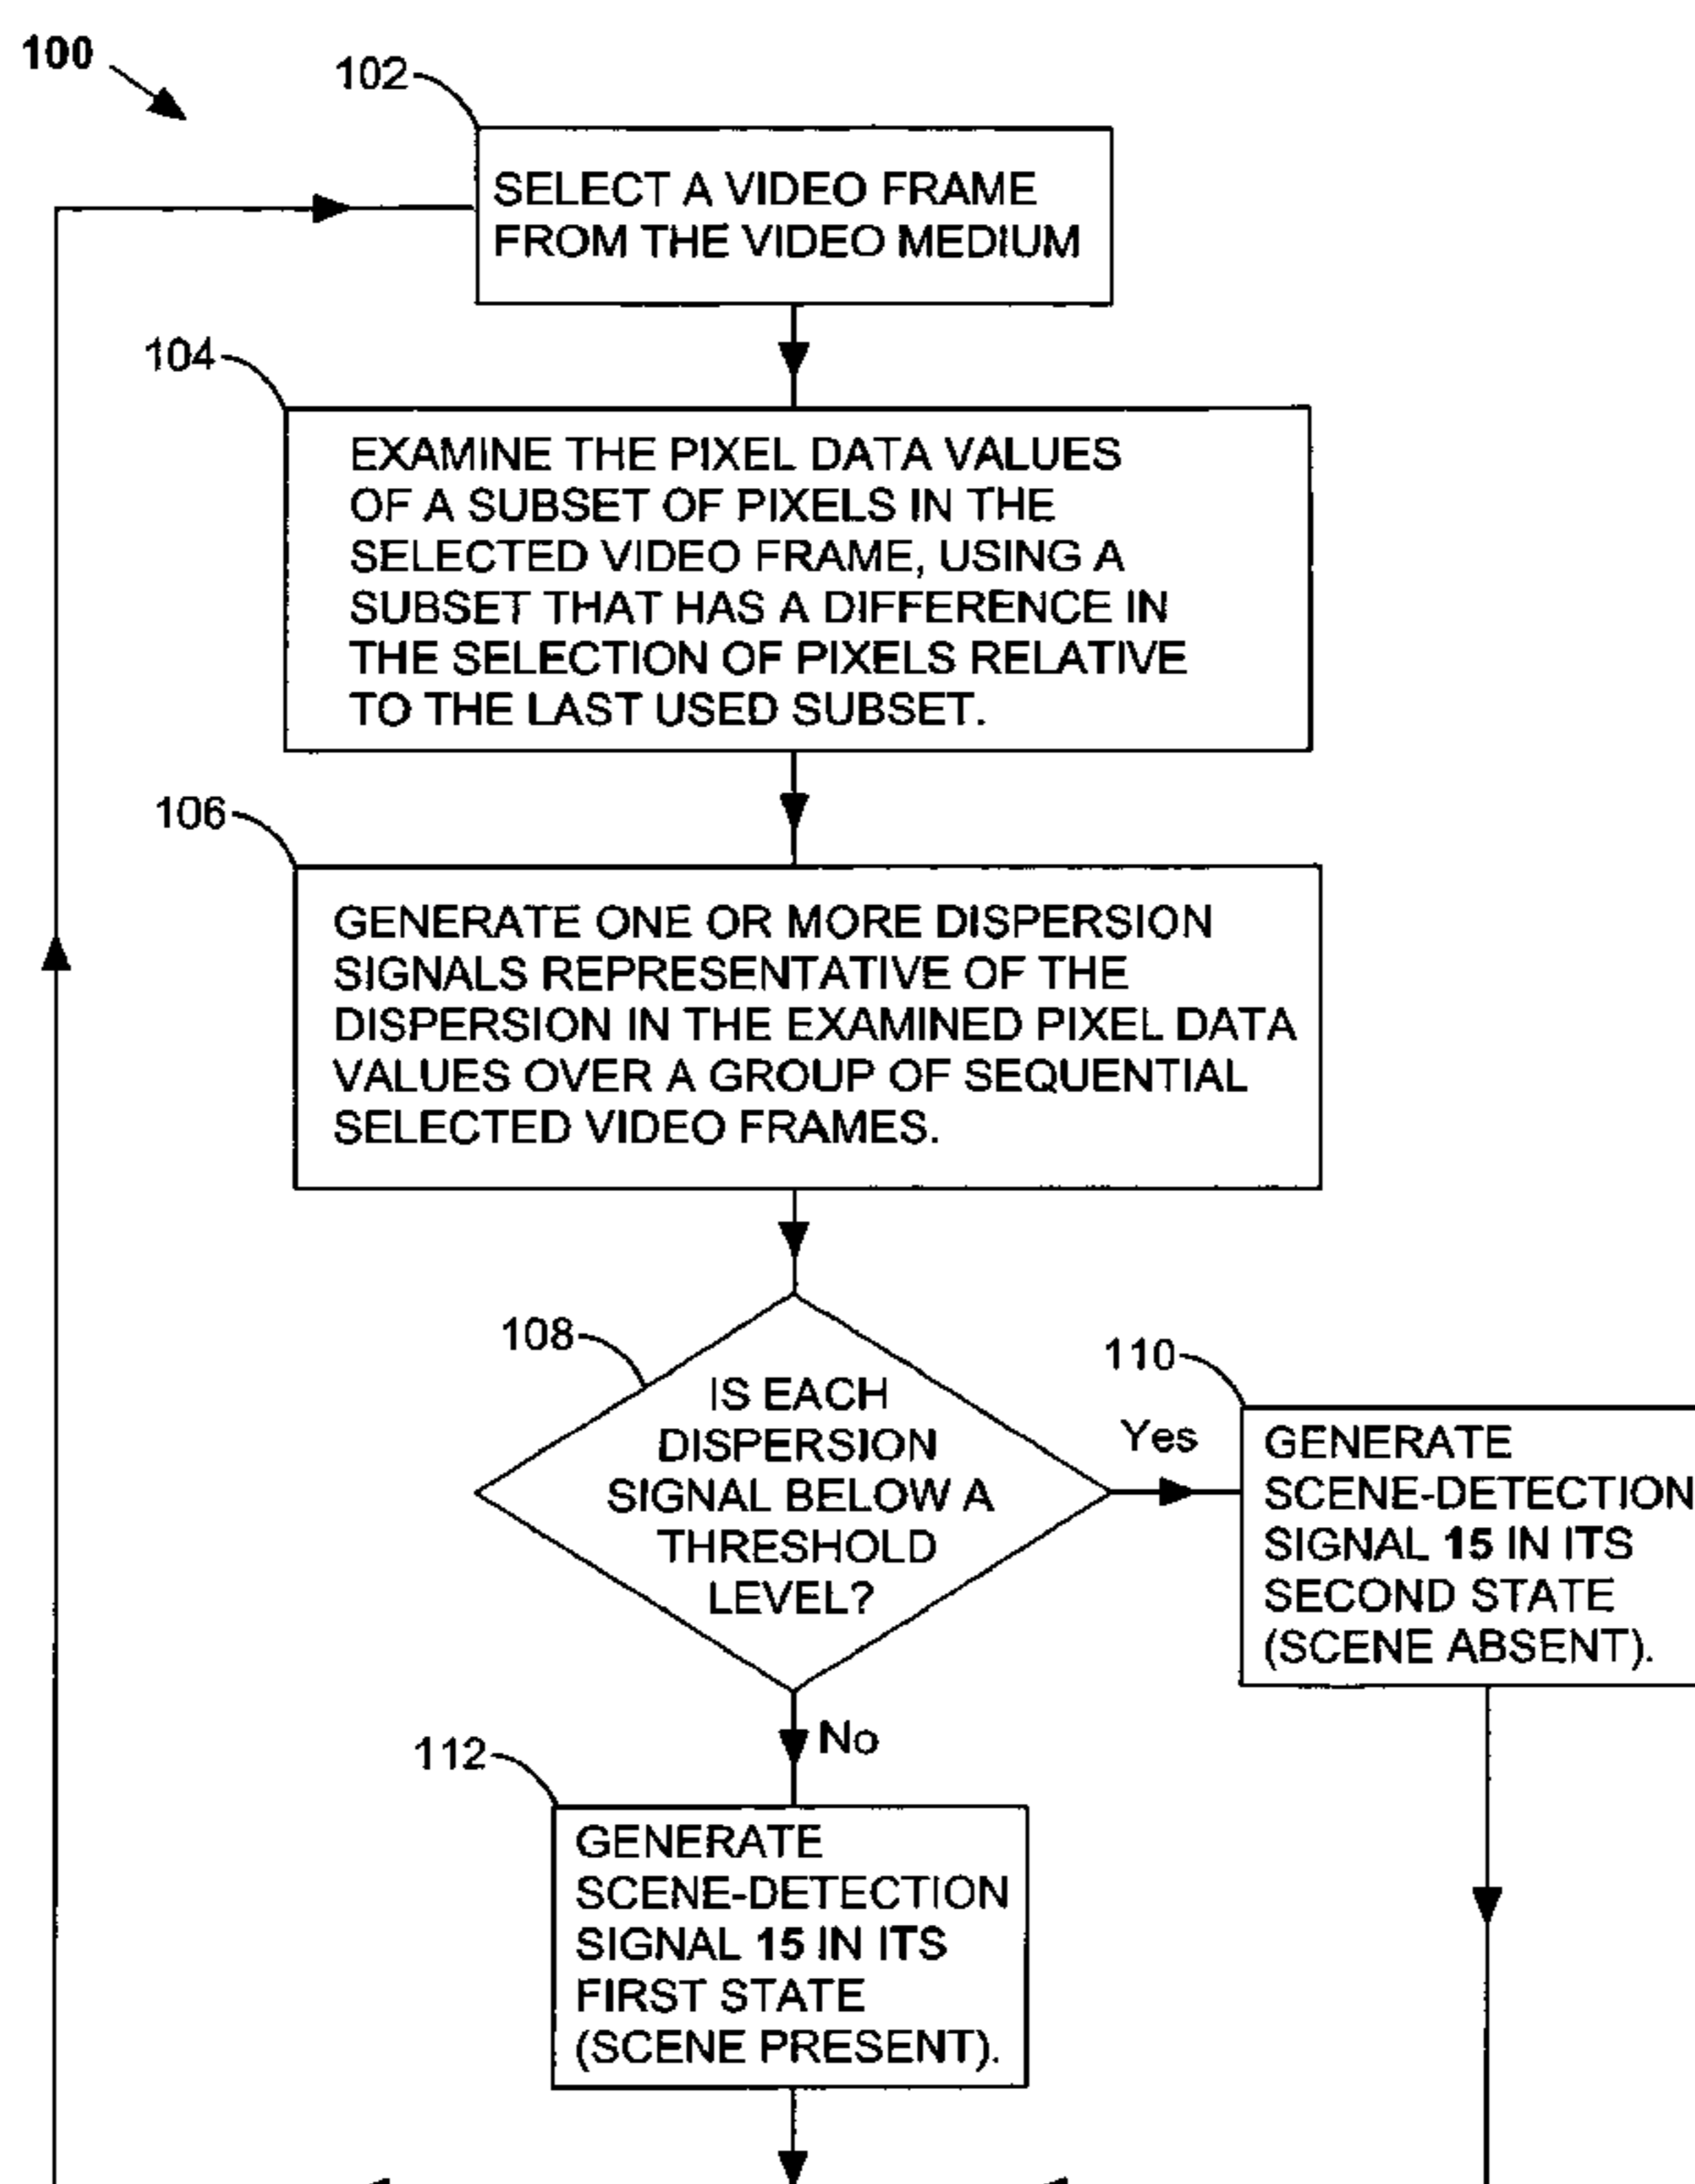 100
102
SELECT A VIDEO FRAME
FROM THE VIDEO MEDIUM
104
EXAMINE THE PIXEL DATA VALUES
OF A SUBSET OF PIXELS IN THE
SELECTED VIDEO FRAME, USING A
SUBSET THAT HAS A DIFFERENCE IN
THE SELECTION OF PIXELS RELATIVE
TO THE LAST USED SUBSET.
106
GENERATE ONE OR MORE DISPERSION
SIGNALS REPRESENTATIVE OF THE
DISPERSION IN THE EXAMINED PIXEL DATA
VALUES OVER A GROUP OF SEQUENTIAL
SELECTED VIDEO FRAMES.
108
IS EACH
DISPERSION
SIGNAL BELOW A
THRESHOLD
LEVEL?
Yes
110
GENERATE
SCENE-DETECTION
SIGNAL 15 IN ITS
SECOND STATE
(SCENE ABSENT).
No
112
GENERATE
SCENE-DETECTION
SIGNAL 15 IN ITS
FIRST STATE
(SCENE PRESENT).